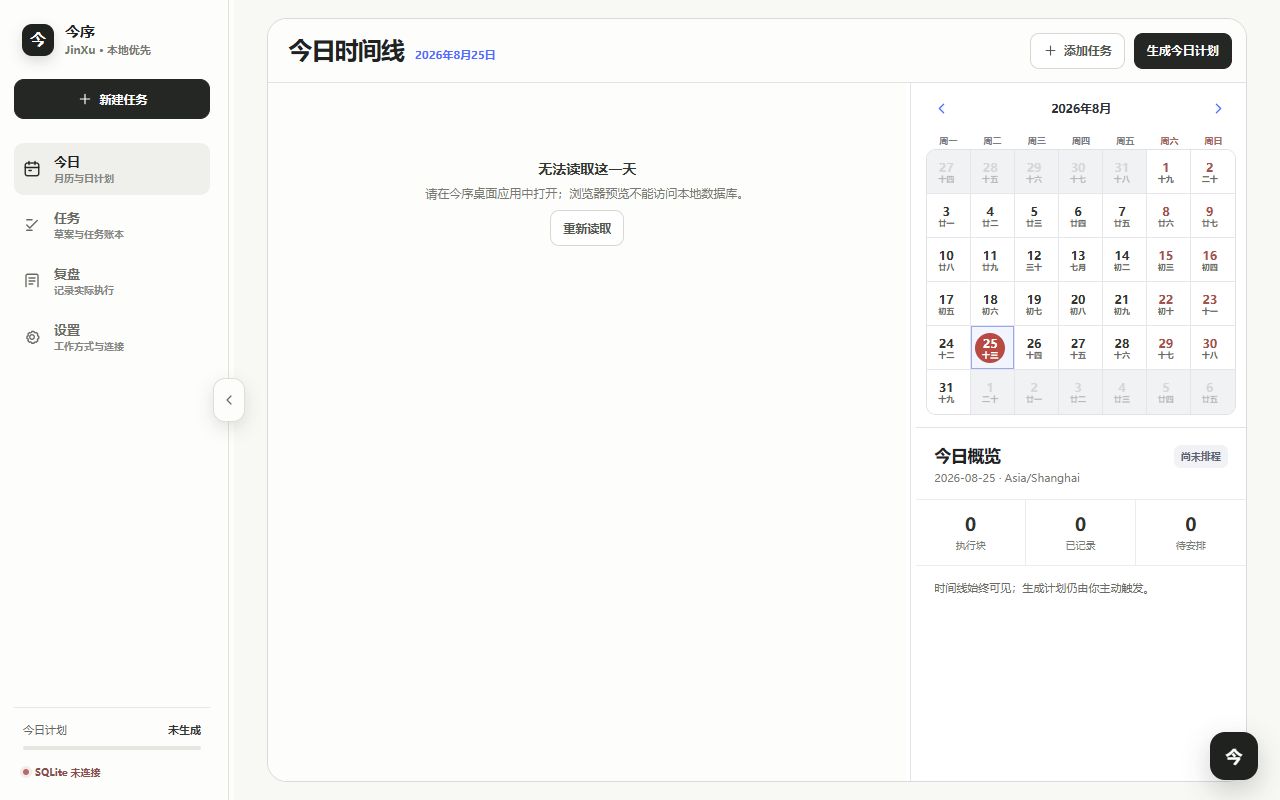 今
今序
JinXu • 本地优先
+ 新建任务
今日
月历与日计划
任务
草案与任务账本
复盘
记录实际执行
设置
工作方式与连接
今日计划 未生成
SQLite 未连接
今日时间线 2026年8月25日
+ 添加任务 生成今日计划
无法读取这一天
请在今序桌面应用中打开；浏览器预览不能访问本地数据库。
重新读取
2026年8月
周一 周二 周三 周四 周五 周六 周日
27 28 29 30 31 1 2
十四 十五 十六 十七 十八 十九 二十
3 4 5 6 7 8 9
廿一 廿二 廿三 廿四 廿五 廿六 廿七
10 11 12 13 14 15 16
廿八 廿九 三十 七月 初二 初三 初四
17 18 19 20 21 22 23
初五 初六 初七 初八 初九 初十 十一
24 25 26 27 28 29 30
十二 十三 十四 十五 十六 十七 十八
31 1 2 3 4 5 6
十九 二十 廿一 廿二 廿三 廿四 廿五
今日概览 尚未排程
2026-08-25 · Asia/Shanghai
0 0 0
执行块 已记录 待安排
时间线始终可见；生成计划仍由你主动触发。
今